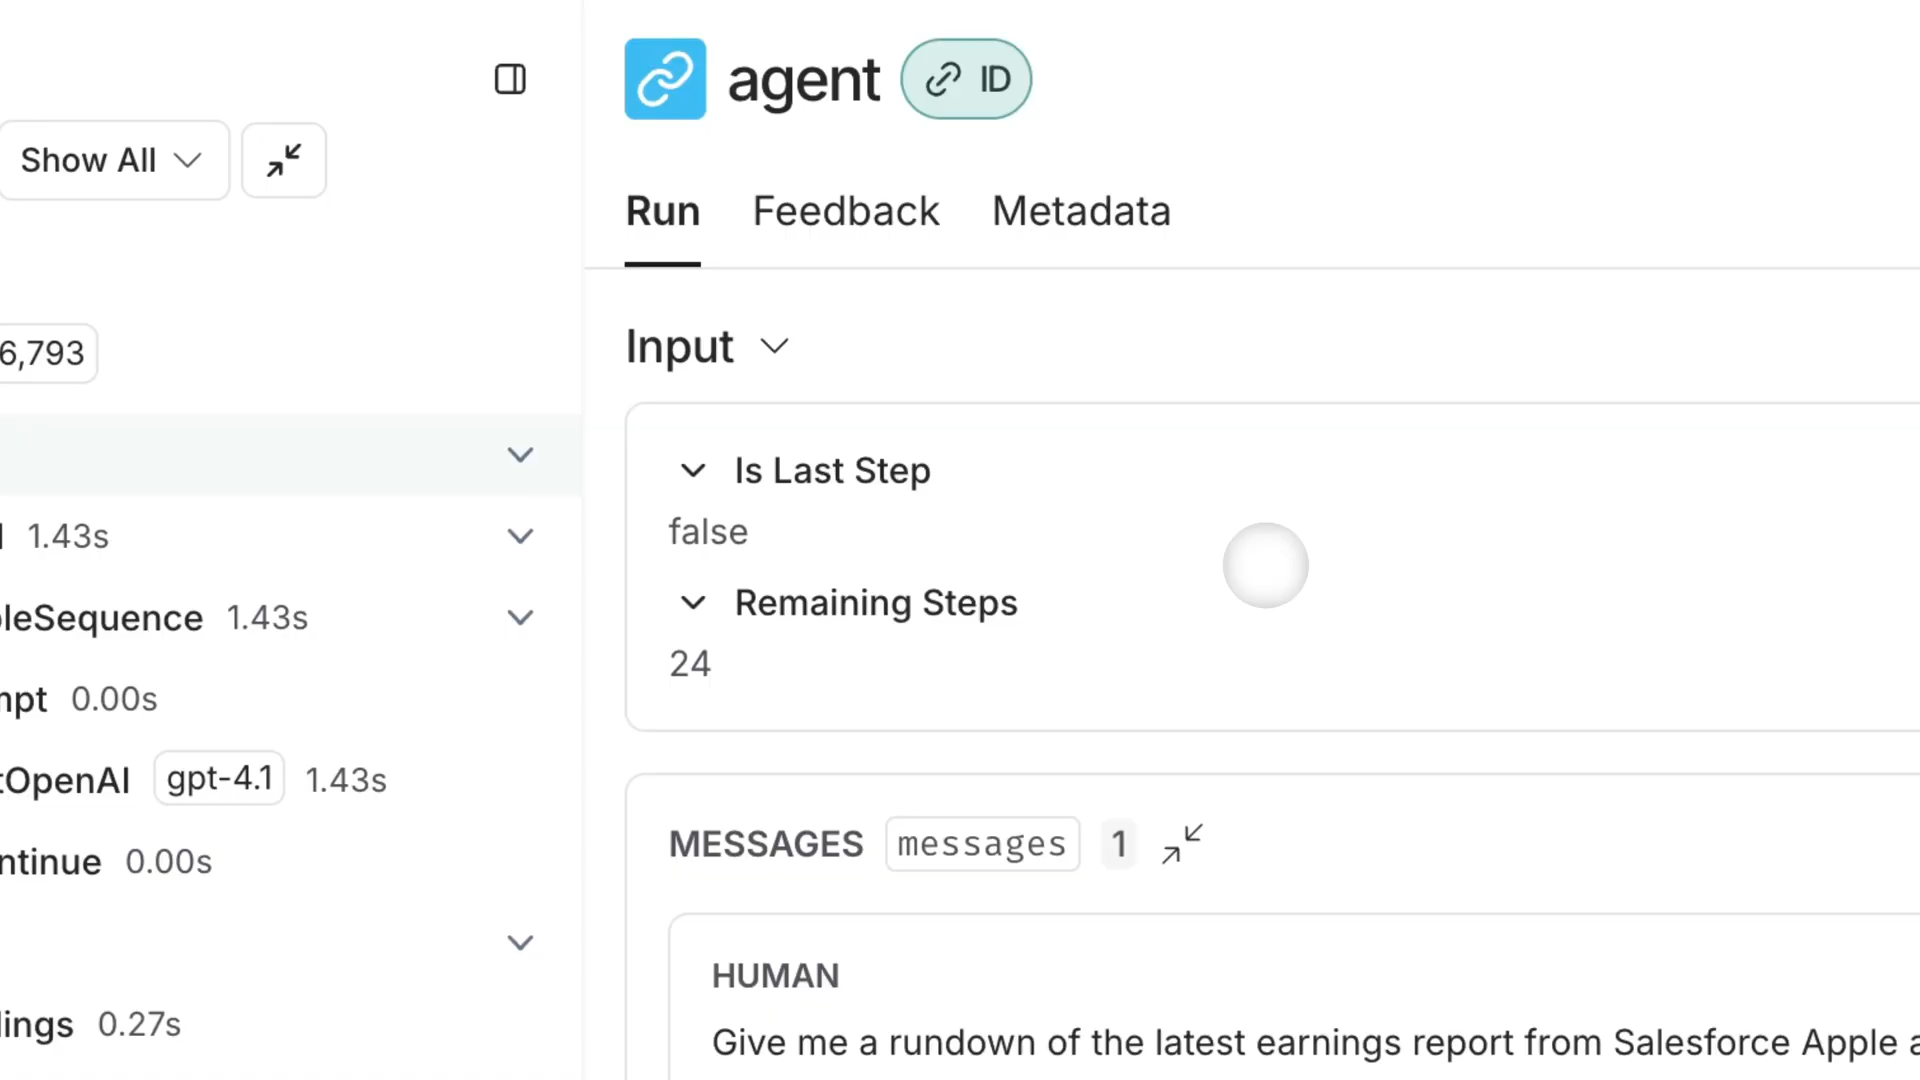 agent ID
Show All
Run Feedback Metadata
Input
6,793
Is Last Step
1.43s
false
leSequence 1.43s
Remaining Steps
24
mpt 0.00s
tOpenAI gpt-4.1 1.43s
MESSAGES messages 1
ntinue 0.00s
HUMAN
lings 0.27s
Give me a rundown of the latest earnings report from Salesforce Apple